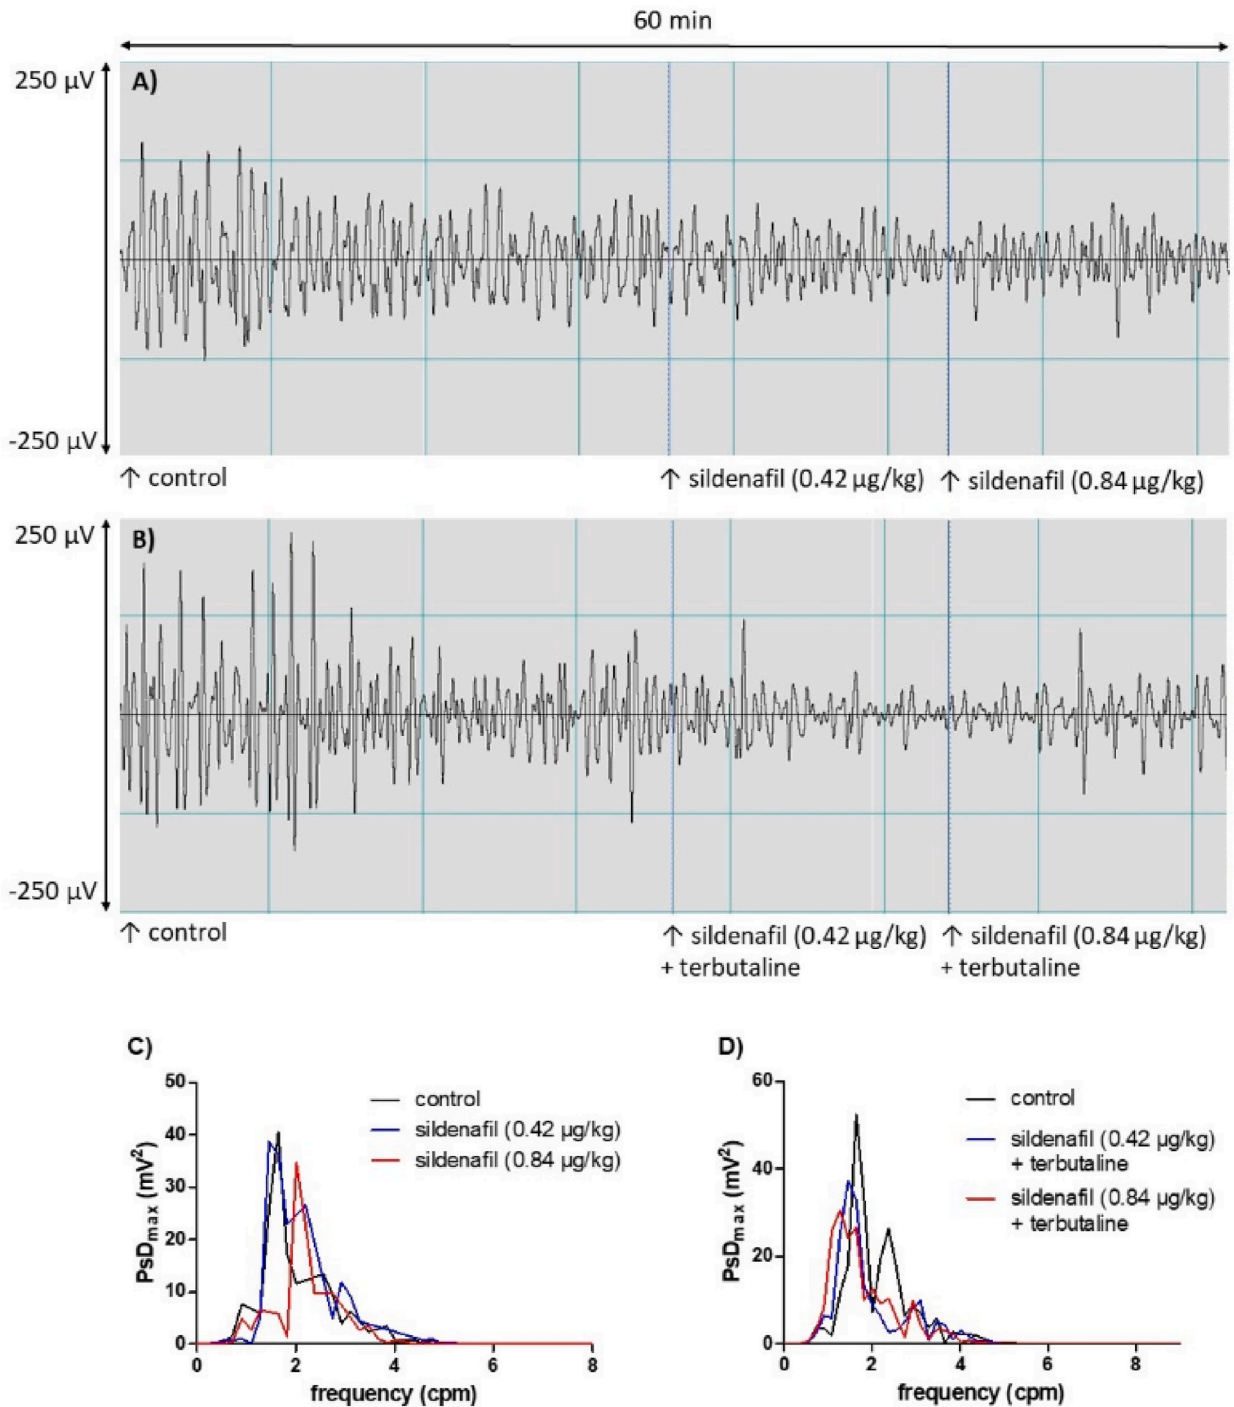 60 min
250 µV
A)
-250 µV
↑ control
↑ sildenafil (0.42 µg/kg)
↑ sildenafil (0.84 µg/kg)
250 µV
B)
-250 µV
↑ control
↑ sildenafil (0.42 µg/kg)
+ terbutaline
↑ sildenafil (0.84 µg/kg)
+ terbutaline
C)
50
40
30
20
10
0
PsDmax (mV²)
control
sildenafil (0.42 µg/kg)
sildenafil (0.84 µg/kg)
0 2 4 6 8
frequency (cpm)
D)
60
40
20
0
PsDmax (mV²)
control
sildenafil (0.42 µg/kg)
+ terbutaline
sildenafil (0.84 µg/kg)
+ terbutaline
0 2 4 6 8
frequency (cpm)